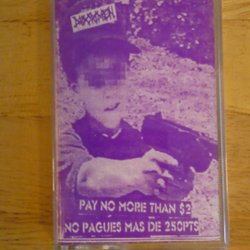 PAY NO MORE THAN $2
NO PAGUES MAS DE 250PTS